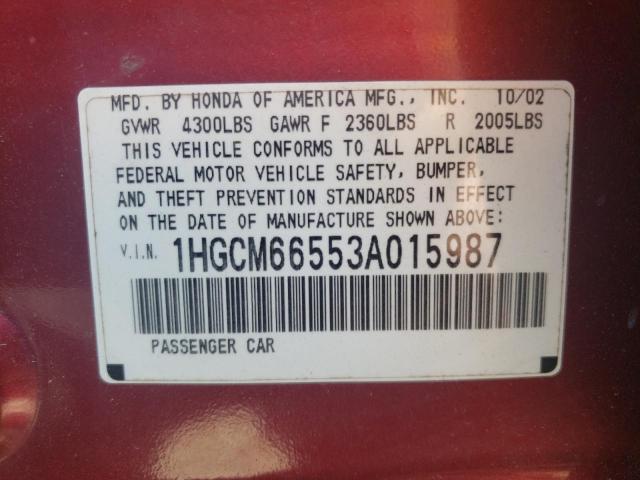 MFD. BY HONDA OF AMERICA MFG., INC. 10/02
GVWR 4300LBS GAWR F 2360LBS R 2005LBS
THIS VEHICLE CONFORMS TO ALL APPLICABLE
FEDERAL MOTOR VEHICLE SAFETY, BUMPER,
AND THEFT PREVENTION STANDARDS IN EFFECT
ON THE DATE OF MANUFACTURE SHOWN ABOVE:
V.I.N. 1HGCM66553A015987
PASSENGER CAR